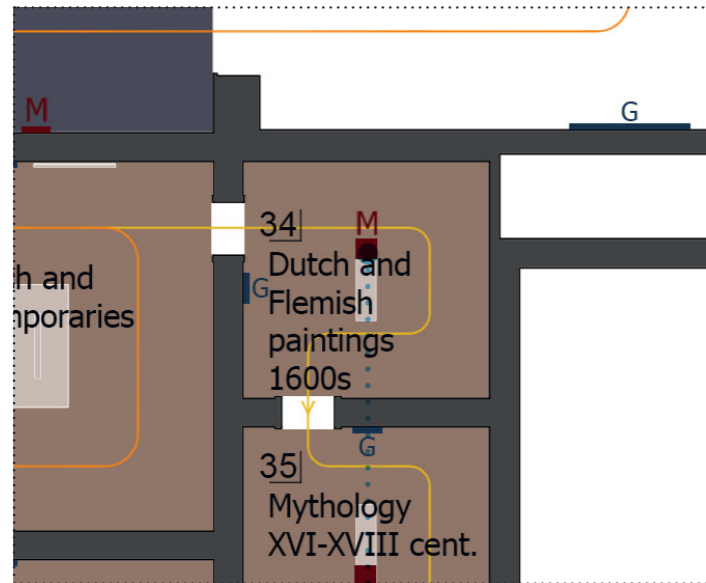 M
G
34
M
Dutch and
G
Flemish
paintings
1600s
h and
mporaries
G
35
Mythology
XVI-XVIII cent.